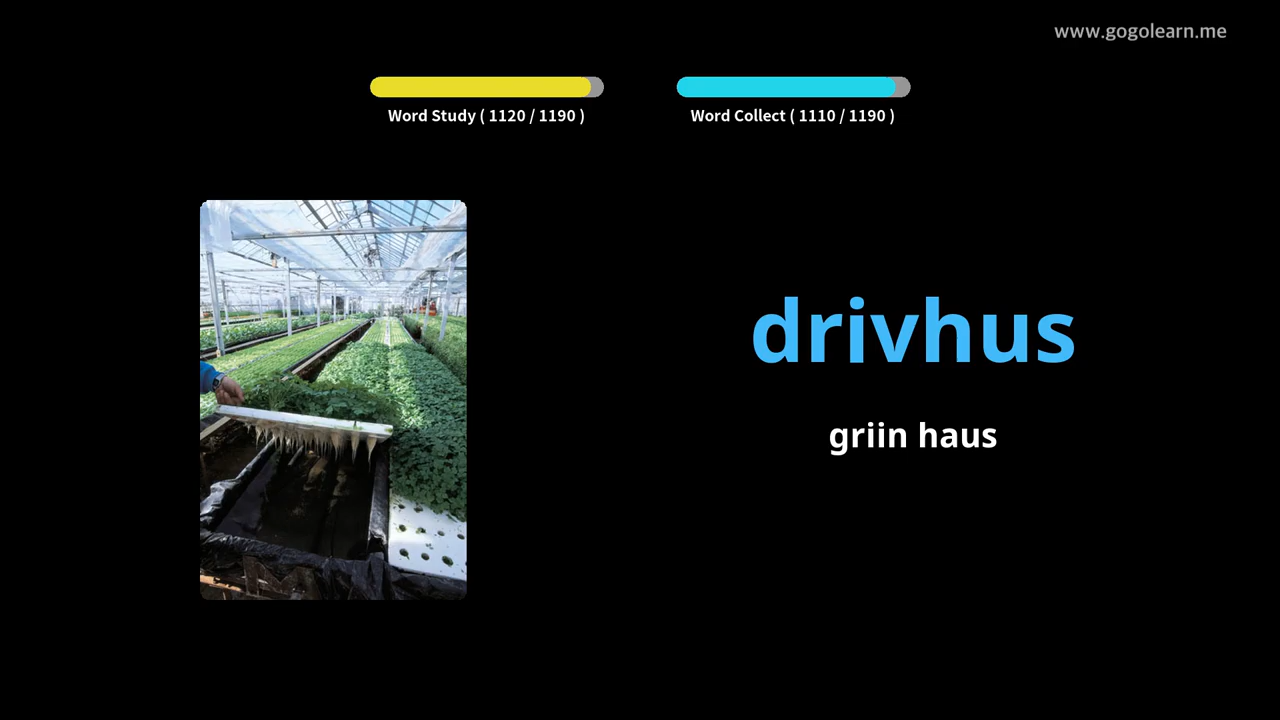 www.gogolearn.me
Word Study ( 1120 / 1190 )
Word Collect ( 1110 / 1190 )
drivhus
griin haus